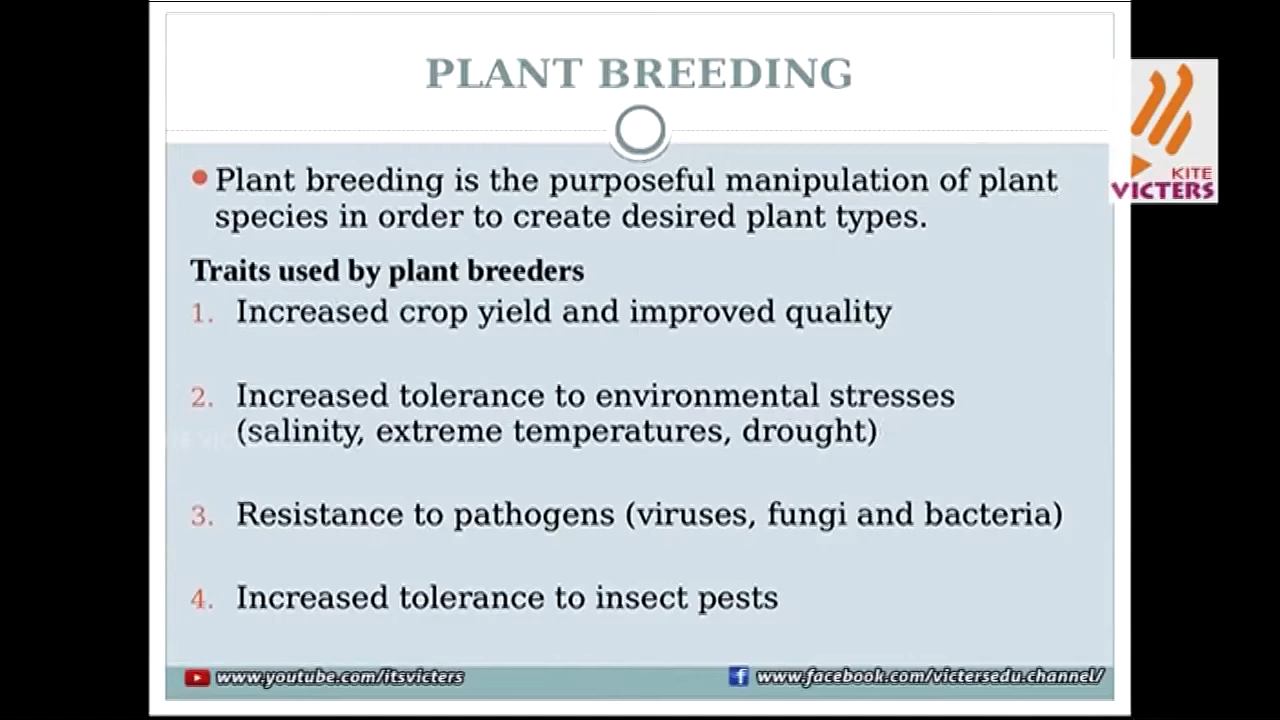 PLANT BREEDING
Plant breeding is the purposeful manipulation of plant
species in order to create desired plant types.
Traits used by plant breeders
1. Increased crop yield and improved quality
2. Increased tolerance to environmental stresses
(salinity, extreme temperatures, drought)
3. Resistance to pathogens (viruses, fungi and bacteria)
4. Increased tolerance to insect pests
KITE
VICTERS
www.youtube.com/itsvicters
www.facebook.com/victersedu.channel/